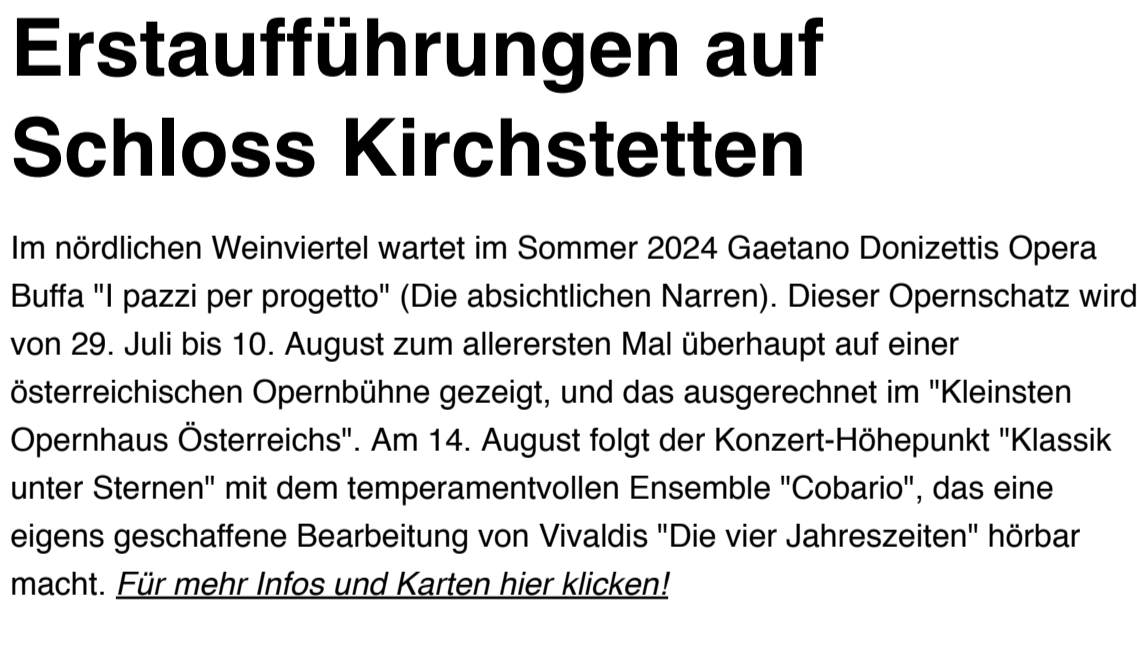 Erstaufführungen auf
Schloss Kirchstetten
Im nördlichen Weinviertel wartet im Sommer 2024 Gaetano Donizettis Opera
Buffa "I pazzi per progetto" (Die absichtlichen Narren). Dieser Opernschatz wird
von 29. Juli bis 10. August zum allerersten Mal überhaupt auf einer
österreichischen Opernbühne gezeigt, und das ausgerechnet im "Kleinsten
Opernhaus Österreichs". Am 14. August folgt der Konzert-Höhepunkt "Klassik
unter Sternen" mit dem temperamentvollen Ensemble "Cobario", das eine
eigens geschaffene Bearbeitung von Vivaldis "Die vier Jahreszeiten" hörbar
macht. Für mehr Infos und Karten hier klicken!